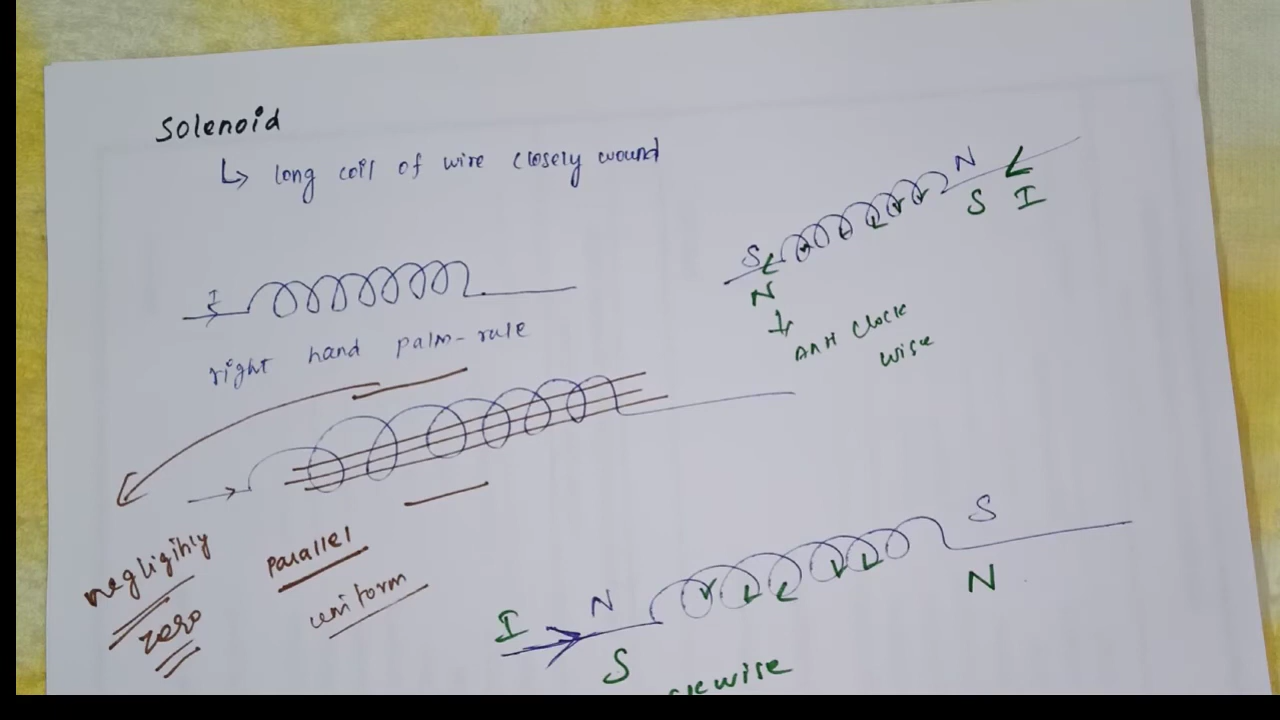 Solenoid
↳ long coil of wire closely wound
N
S I
S
N
Anti clock
wise
I
right hand palm-rule
negligibly
zero
Parallel
uniform
S
N
I N
S